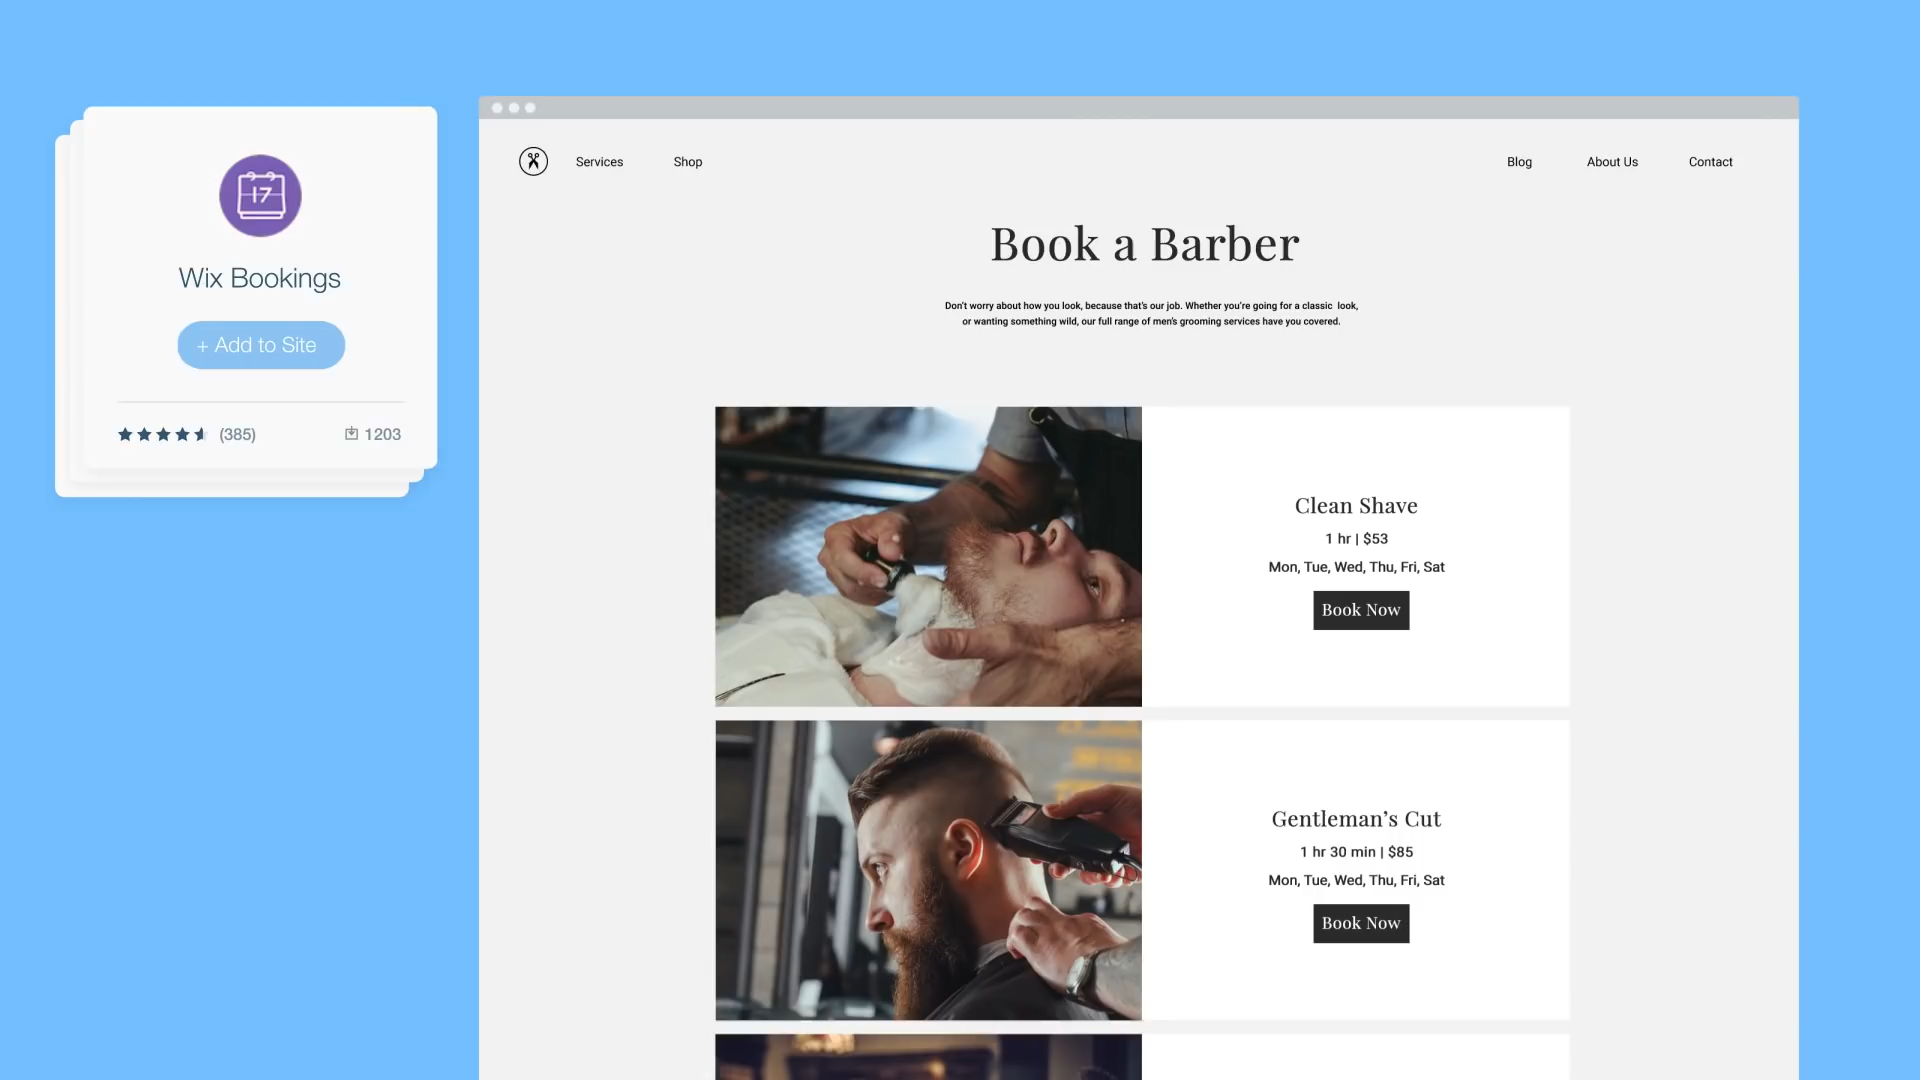 17
Wix Bookings
+ Add to Site
(385)
1203
Services
Shop
Blog
About Us
Contact
Book a Barber
Don't worry about how you look, because that's our job. Whether you're going for a classic look,
or wanting something wild, our full range of men's grooming services have you covered.
Clean Shave
1 hr | $53
Mon, Tue, Wed, Thu, Fri, Sat
Book Now
Gentleman's Cut
1 hr 30 min | $85
Mon, Tue, Wed, Thu, Fri, Sat
Book Now